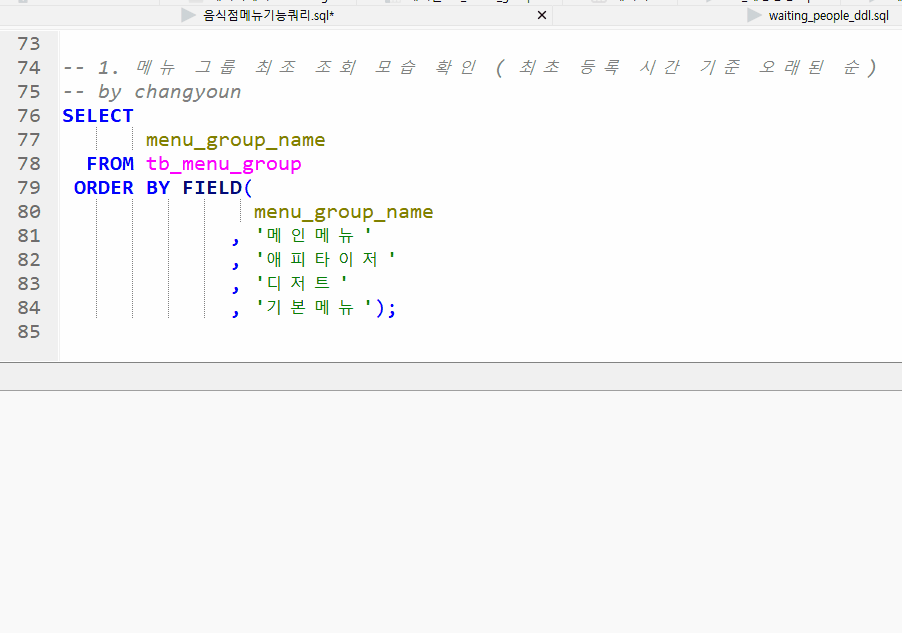 음식점메뉴기능쿼리.sql*
waiting_people_ddl.sql
73
74 -- 1. 메뉴 그룹 최조 조회 모습 확인 ( 최초 등록 시간 기준 오래된 순 )
75 -- by changyoun
76 SELECT
77 menu_group_name
78 FROM tb_menu_group
79 ORDER BY FIELD(
80 menu_group_name
81 , '메인메뉴'
82 , '애피타이저'
83 , '디저트'
84 , '기본메뉴');
85